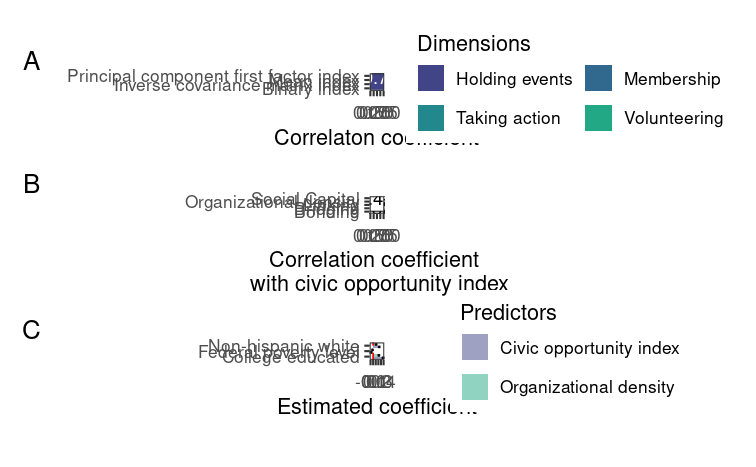 A
Dimensions
Principal component first factor index
Mean index
Inverse covariance matrix index
Binary index
Holding events
Membership
Taking action
Volunteering
Correlaton coefficient
B
Social Capital
Organizational density
Bonding
Correlation coefficient
with civic opportunity index
C
Predictors
Non-hispanic white
Federal poverty level
College educated
Civic opportunity index
Organizational density
Estimated coefficient